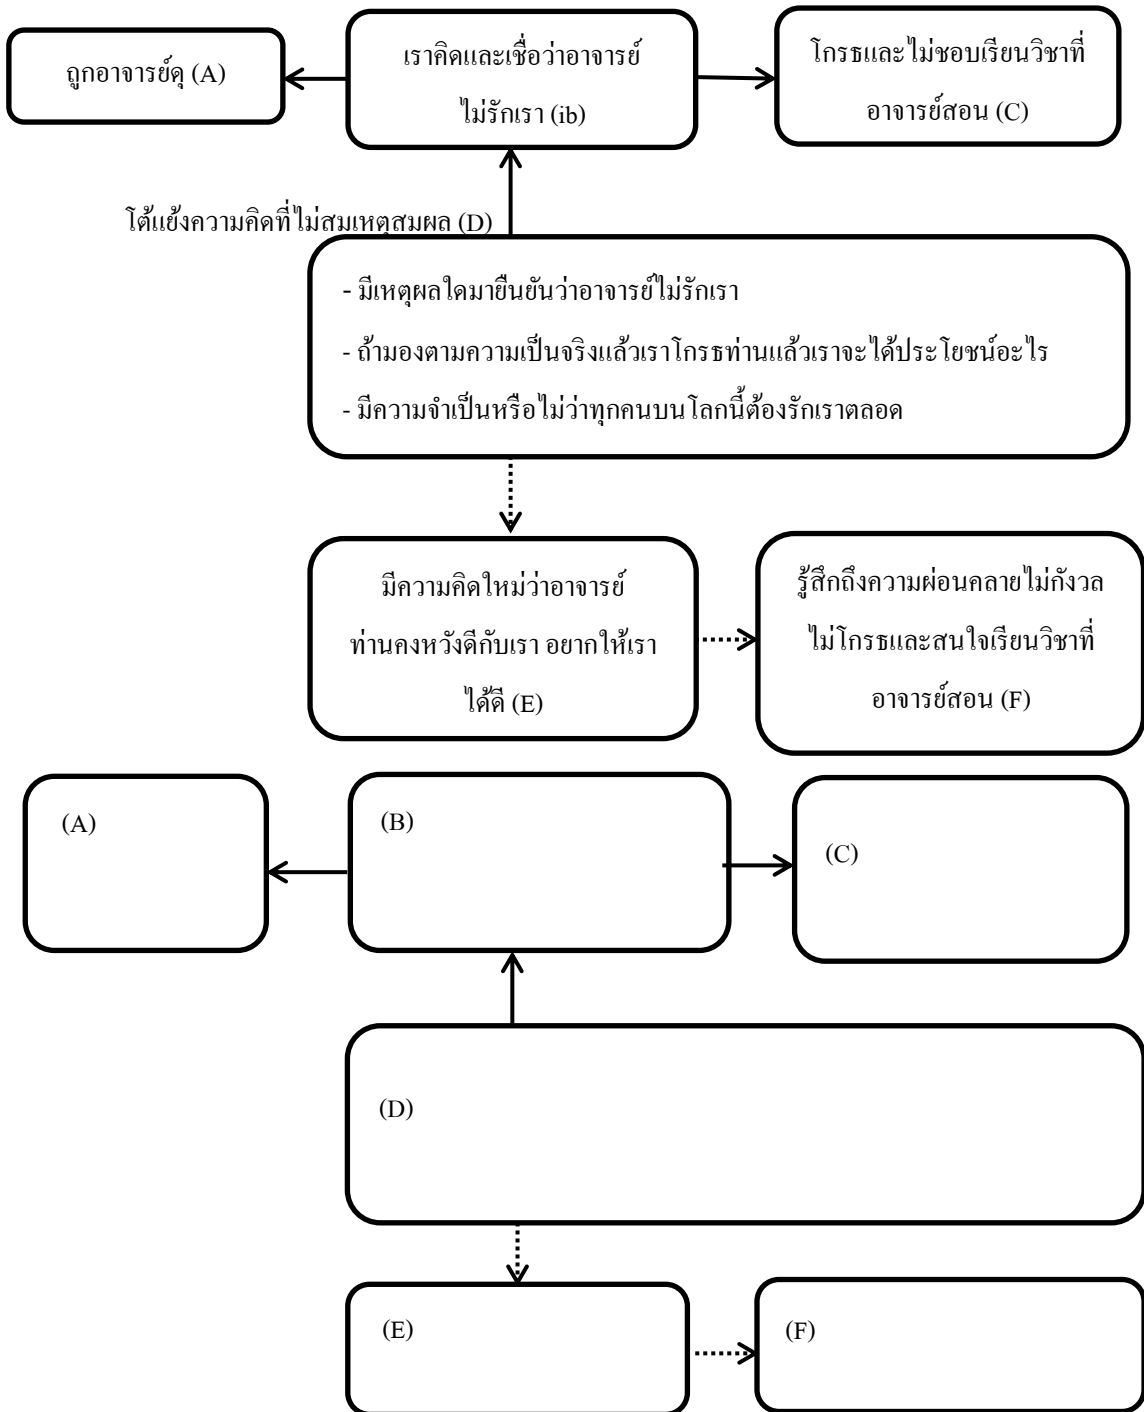 ถูกอาจารย์ดุ (A)
เราคิดและเชื่อว่าอาจารย์
ไม่รักเรา (ib)
โกรธและไม่ชอบเรียนวิชาที่
อาจารย์สอน (C)
โต้แย้งความคิดที่ไม่สมเหตุสมผล (D)
- มีเหตุผลใดมายืนยันว่าอาจารย์ไม่รักเรา
- ถ้ามองตามความเป็นจริงแล้วเราโกรธท่านแล้วเราจะได้ประโยชน์อะไร
- มีความจำเป็นหรือไม่ว่าทุกคนบนโลกนี้ต้องรักเราตลอด
มีความคิดใหม่ว่าอาจารย์
ท่านคงหวังดีกับเรา อยากให้เรา
ได้ดี (E)
รู้สึกถึงความผ่อนคลายไม่กังวล
ไม่โกรธและสนใจเรียนวิชาที่
อาจารย์สอน (F)
(A)
(B)
(C)
(D)
(E)
(F)